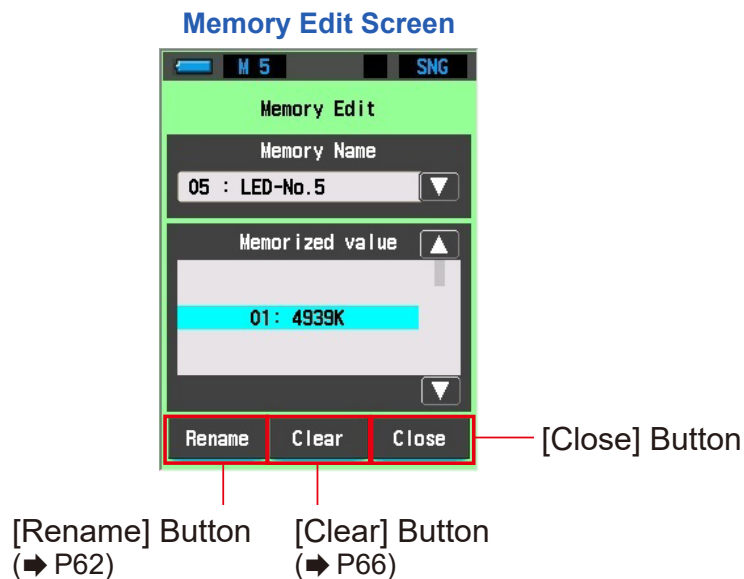 Memory Edit Screen
M 5 SNG
Memory Edit
Memory Name
05 : LED-No.5
Memorized value
01: 4939K
Rename Clear Close
[Close] Button
[Rename] Button [Clear] Button
(➡ P62) (➡ P66)